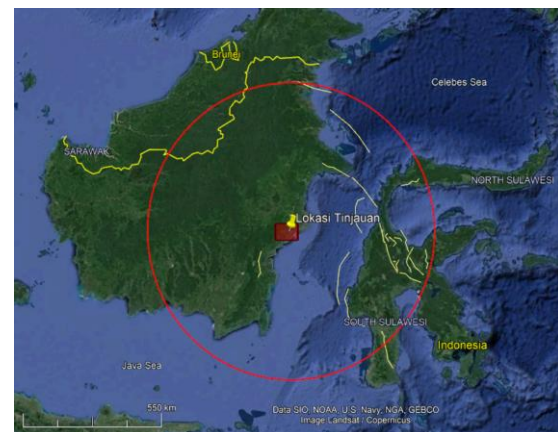 Brunei
Celebes Sea
SARAWAK
NORTH SULAWESI
Lokasi Tinjauan
SOUTH SULAWESI
Indonesia
Java Sea
550 km
Data SIO, NOAA, U.S. Navy, NGA, GEBCO
Image Landsat / Copernicus